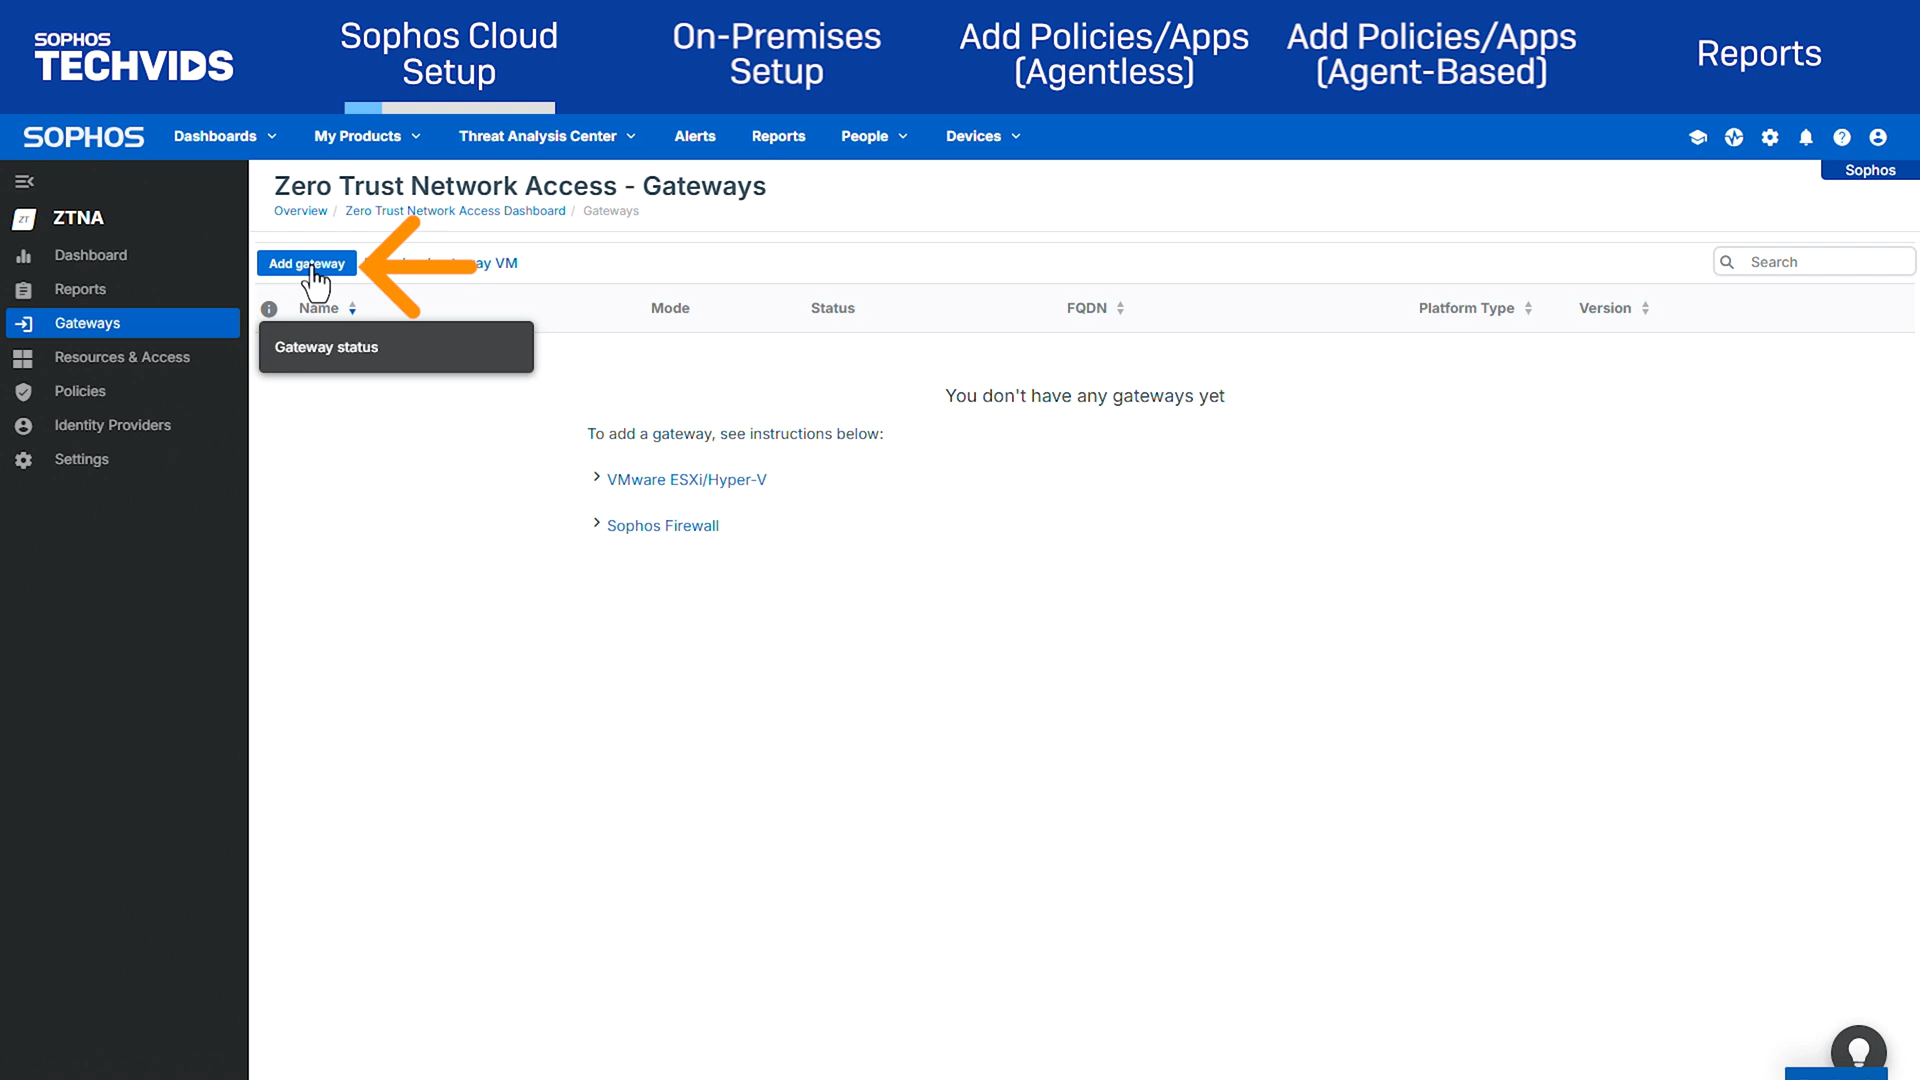 SOPHOS
TECHVIDS
Sophos Cloud
Setup
On-Premises
Setup
Add Policies/Apps
(Agentless)
Add Policies/Apps
(Agent-Based)
Reports
SOPHOS
Dashboards
My Products
Threat Analysis Center
Alerts
Reports
People
Devices
Sophos
ZT
ZTNA
Dashboard
Reports
Gateways
Resources & Access
Policies
Identity Providers
Settings
Zero Trust Network Access - Gateways
Overview / Zero Trust Network Access Dashboard / Gateways
Add gateway
VM
Search
Name
Mode
Status
FQDN
Platform Type
Version
Gateway status
You don't have any gateways yet
To add a gateway, see instructions below:
VMware ESXi/Hyper-V
Sophos Firewall